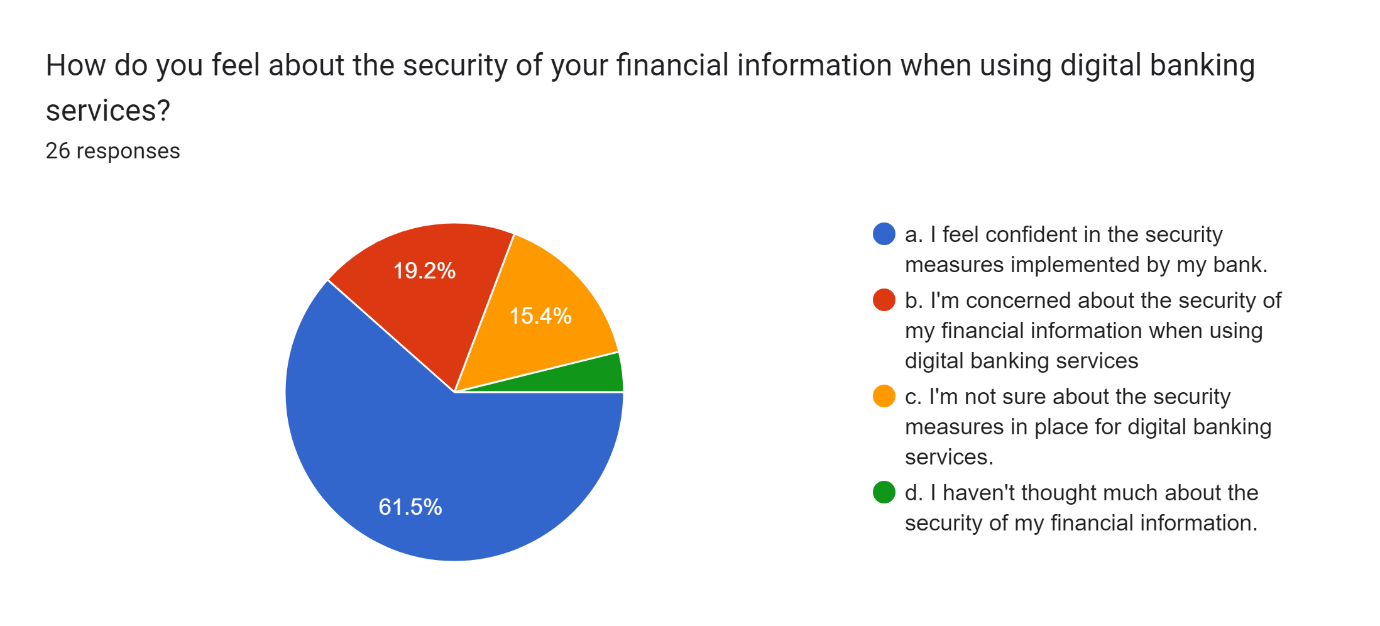 How do you feel about the security of your financial information when using digital banking
services?
26 responses
19.2%
15.4%
61.5%
a. I feel confident in the security
measures implemented by my bank.
b. I'm concerned about the security of
my financial information when using
digital banking services
c. I'm not sure about the security
measures in place for digital banking
services.
d. I haven't thought much about the
security of my financial information.